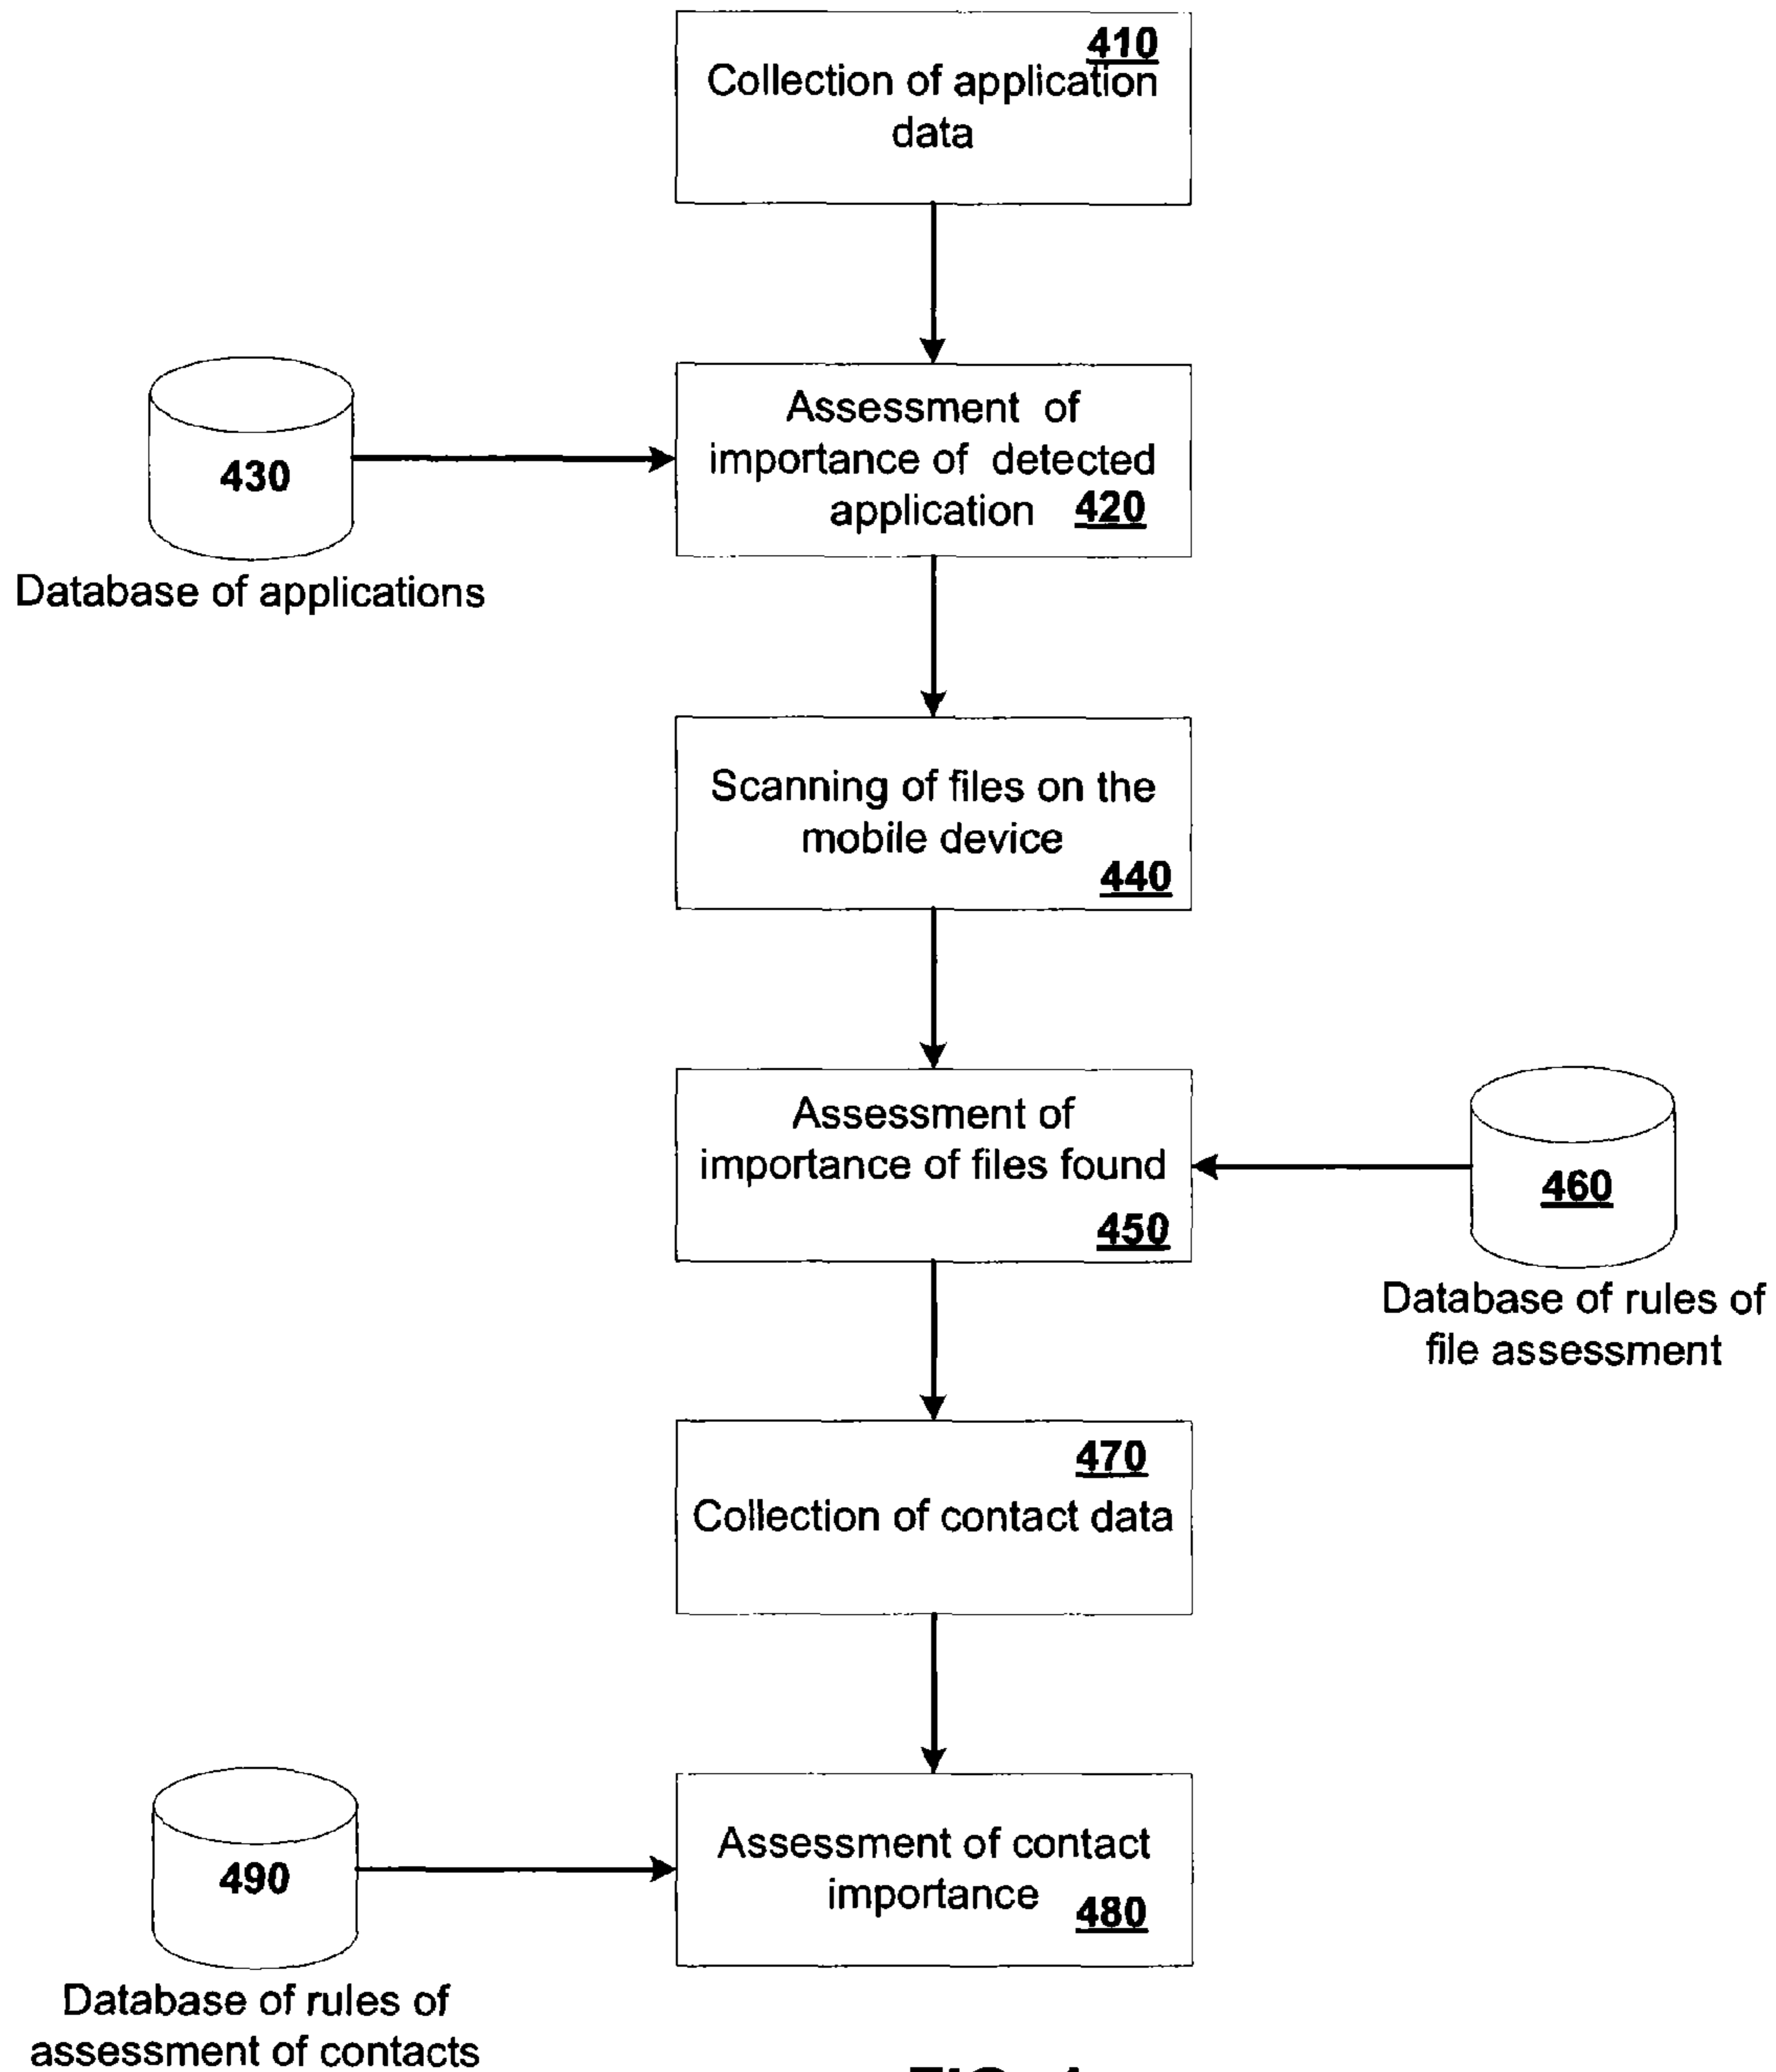 410
Collection of application
data
Assessment of
importance of detected
application 420
430
Database of applications
Scanning of files on the
mobile device
440
Assessment of
importance of files found
450
460
Database of rules of
file assessment
470
Collection of contact data
Assessment of contact
importance
480
490
Database of rules of
assessment of contacts